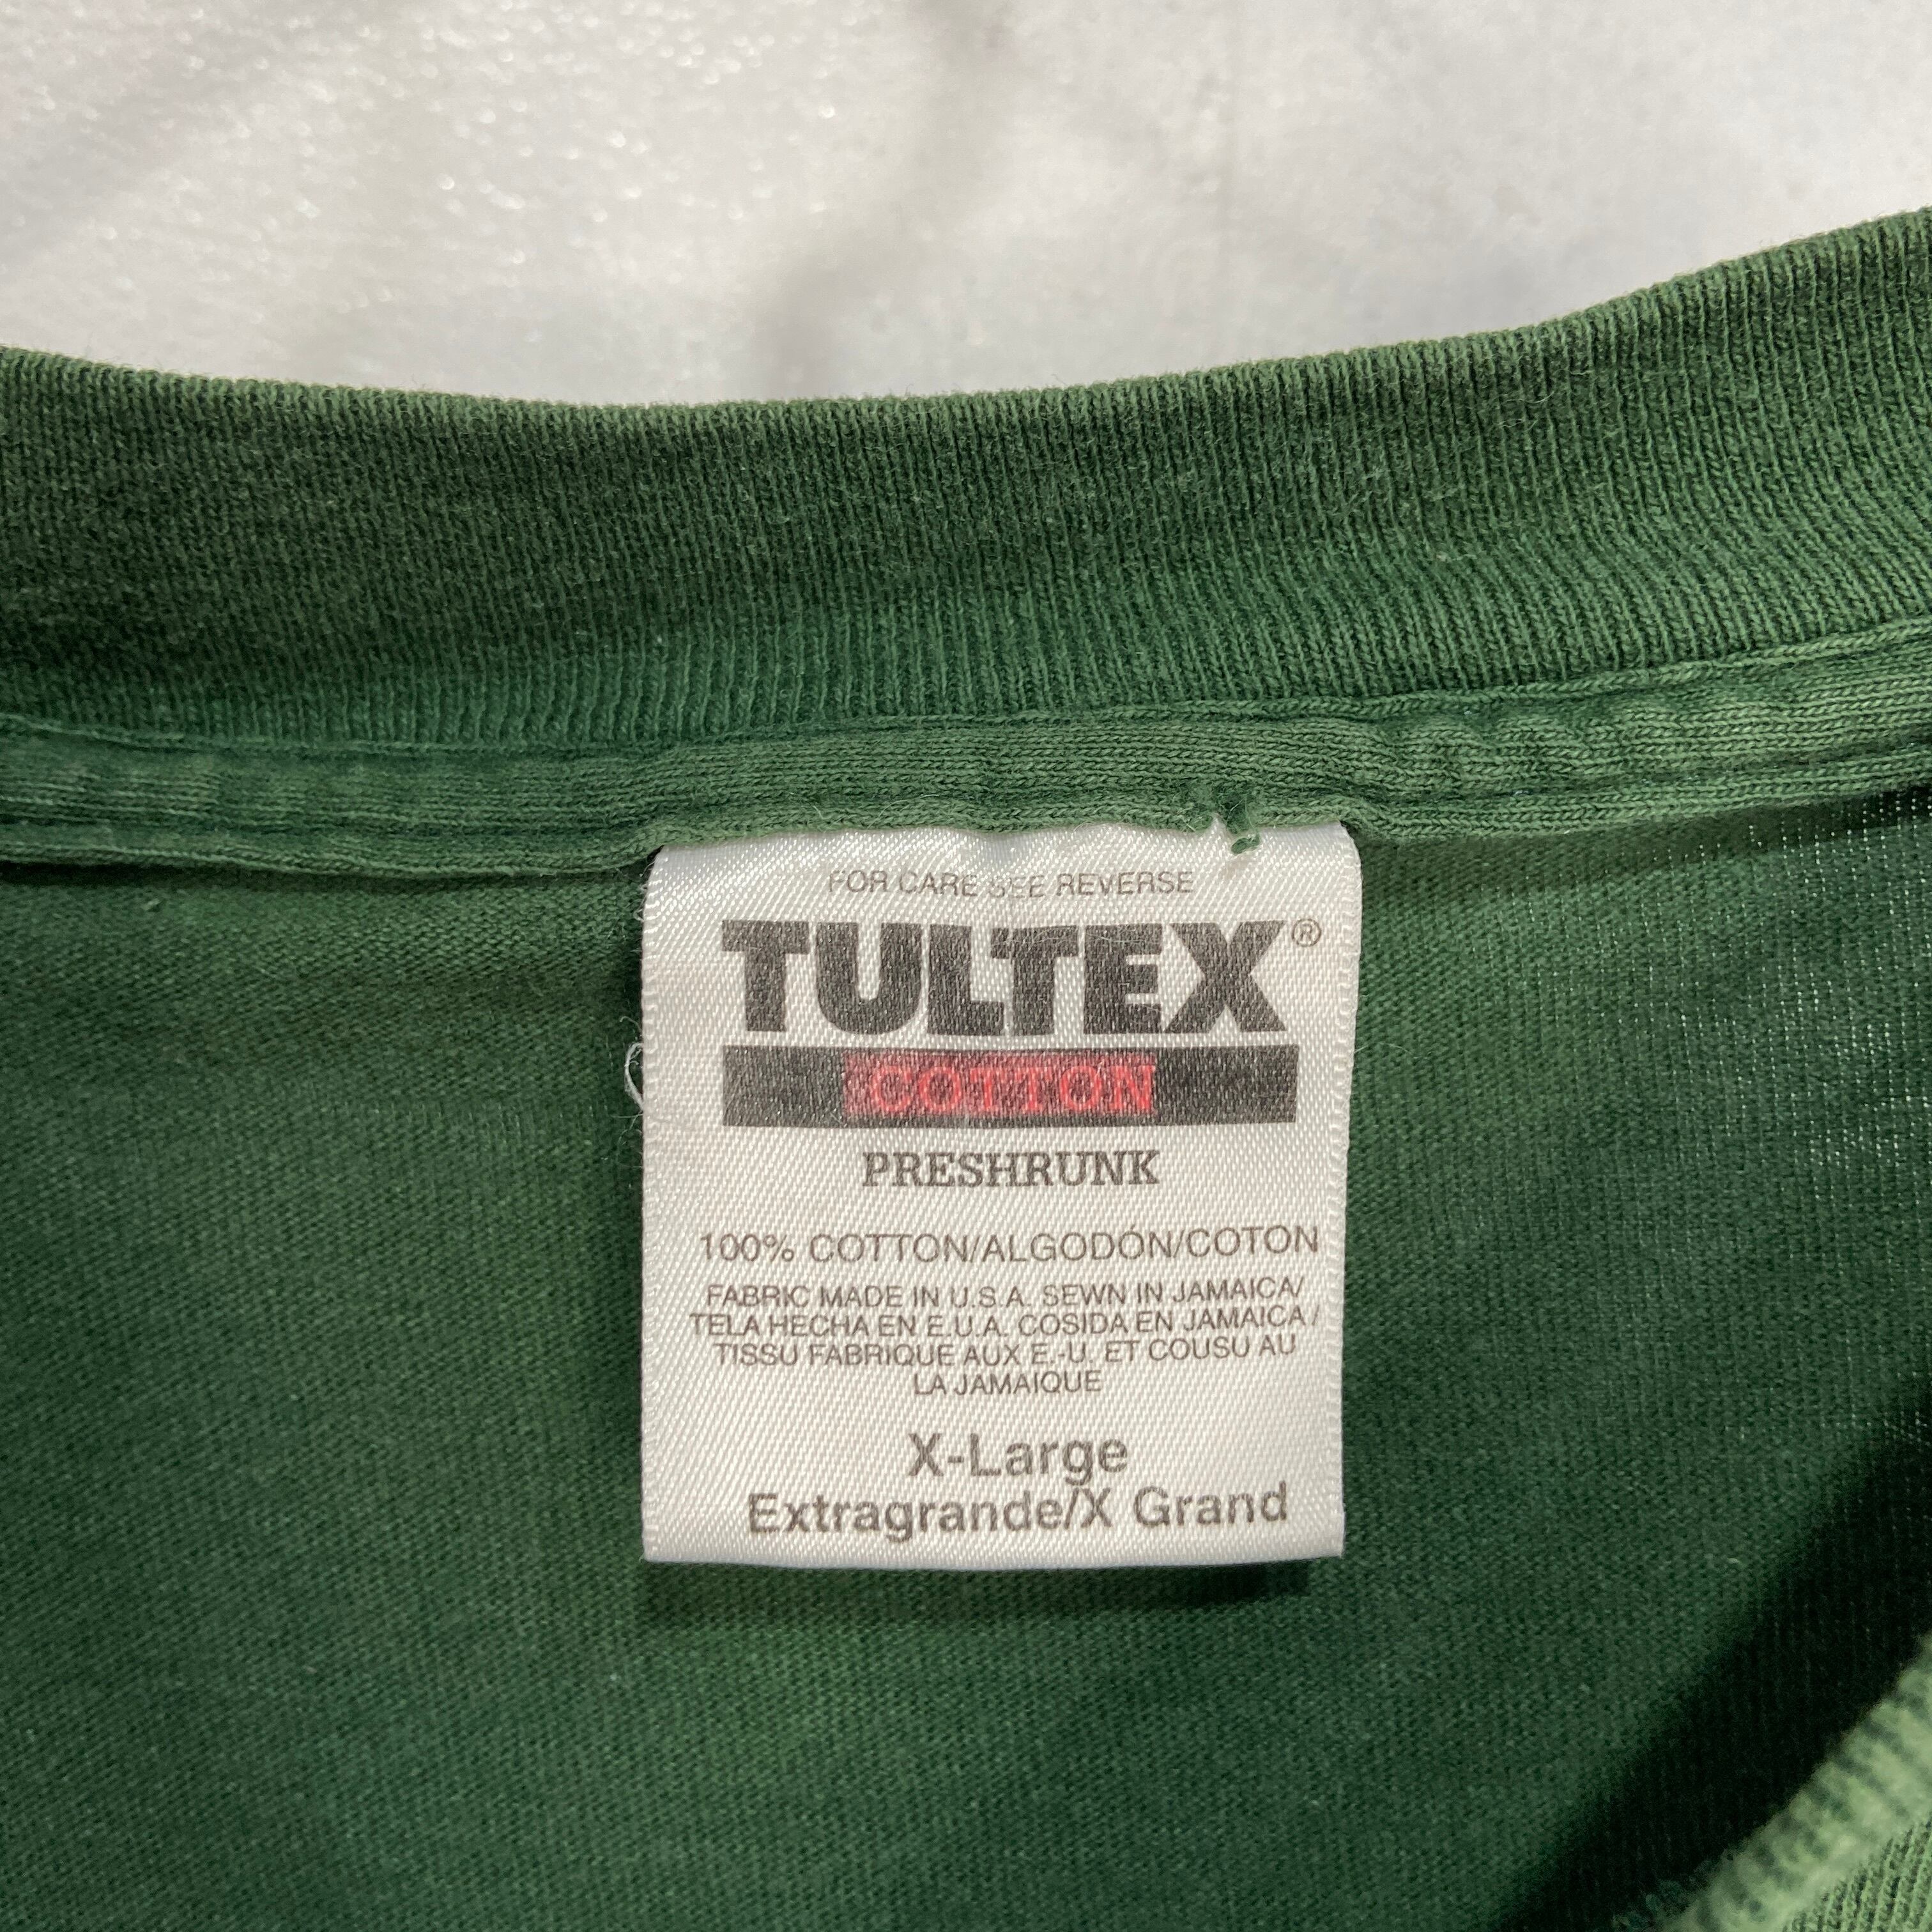 FOR CARE SEE REVERSE
TULTEX®
COTTON
PRESHRUNK
100% COTTON/ALGODÓN/COTON
FABRIC MADE IN U.S.A. SEWN IN JAMAICA/
TELA HECHA EN E.U.A. COSIDA EN JAMAICA/
TISSU FABRIQUE AUX E.-U. ET COUSU AU
LA JAMAIQUE
X-Large
Extragrande/X Grand